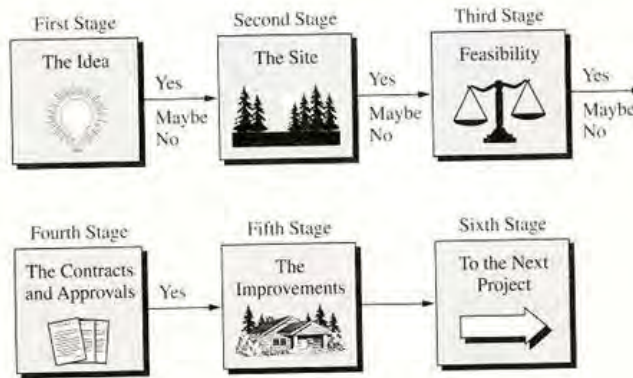 First Stage
The Idea
Yes
Maybe
No
Second Stage
The Site
Yes
Maybe
No
Third Stage
Feasibility
Yes
Maybe
No
Fourth Stage
The Contracts
and Approvals
Yes
Fifth Stage
The
Improvements
Sixth Stage
To the Next
Project